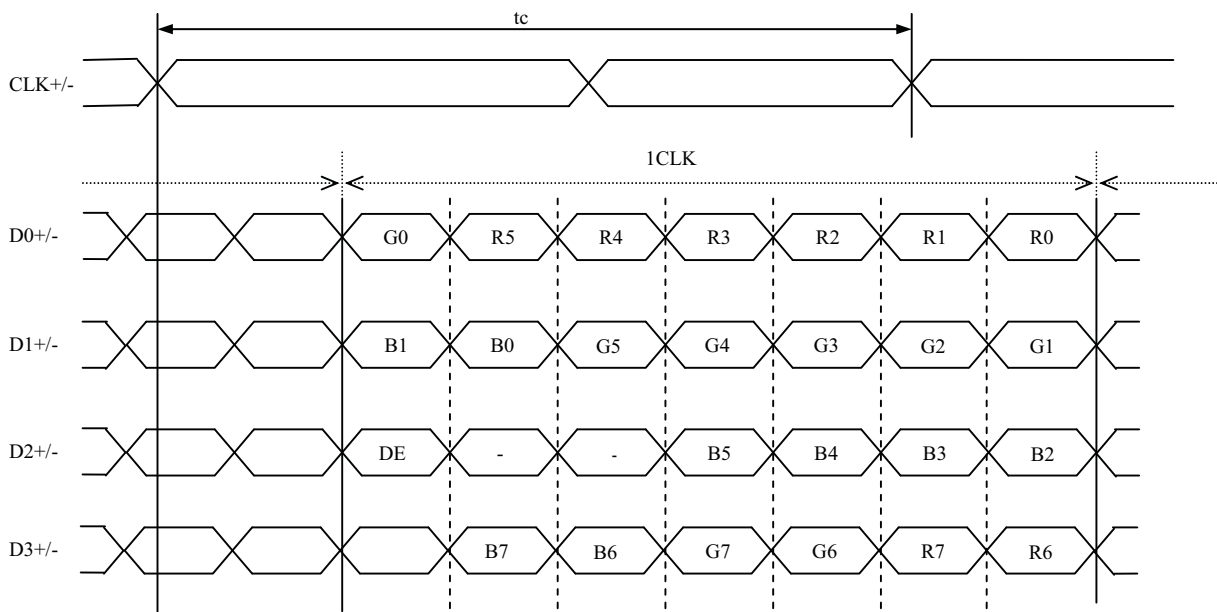 tc
CLK+/-
1CLK
D0+/- G0 R5 R4 R3 R2 R1 R0
D1+/- B1 B0 G5 G4 G3 G2 G1
D2+/- DE - - B5 B4 B3 B2
D3+/- B7 B6 G7 G6 R7 R6